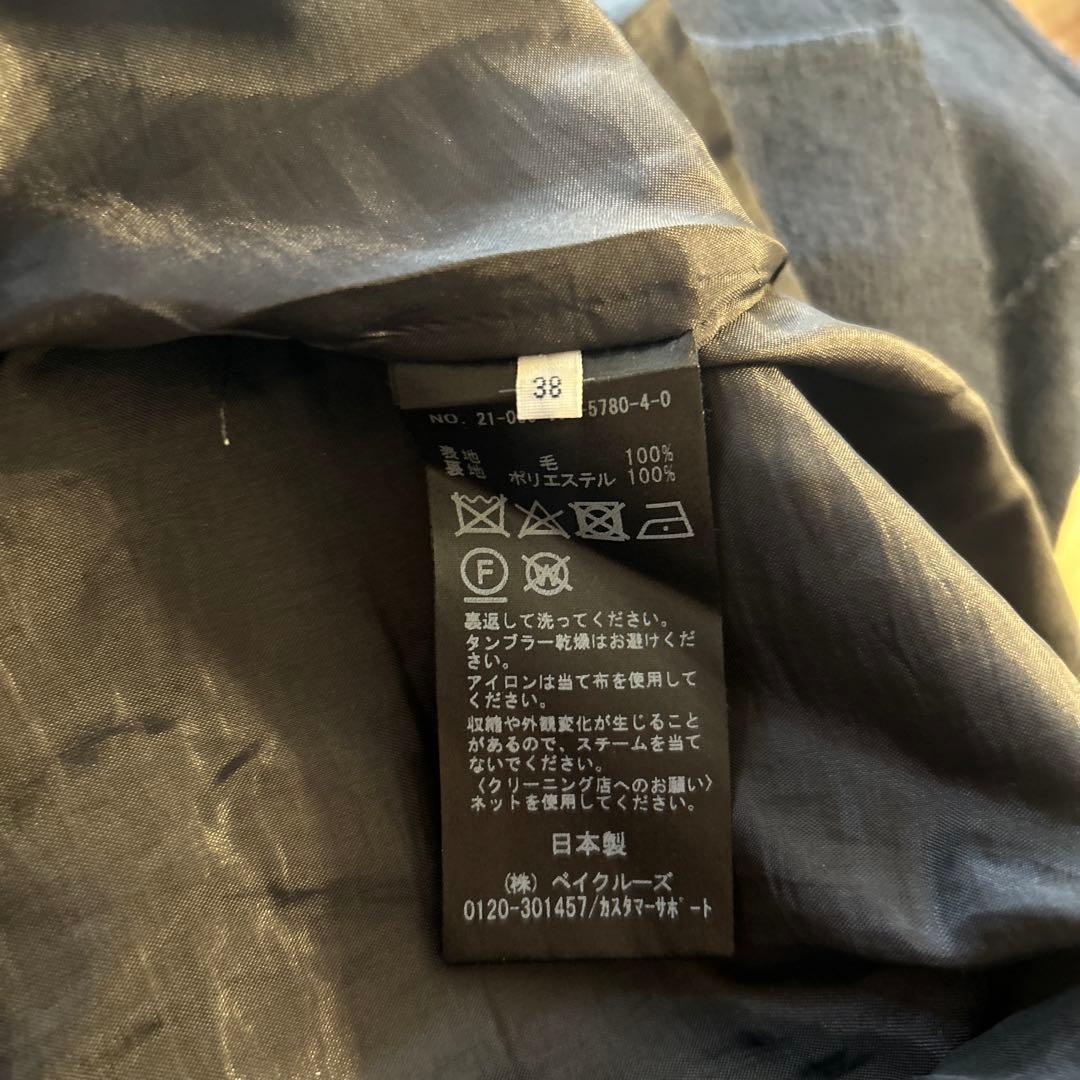 38
NO. 21-0 5780-4-0
表地 毛 100%
裏地 ポリエステル 100%
F
W
裏返して洗ってください。
タンブラー乾燥はお避けくだ
さい。
アイロンは当て布を使用して
ください。
収縮や外観変化が生じること
があるので、スチームを当て
ないでください。
〈クリーニング店へのお願い〉
ネットを使用してください。
日本製
(株) ベイクルーズ
0120-301457/カスタマーサポート